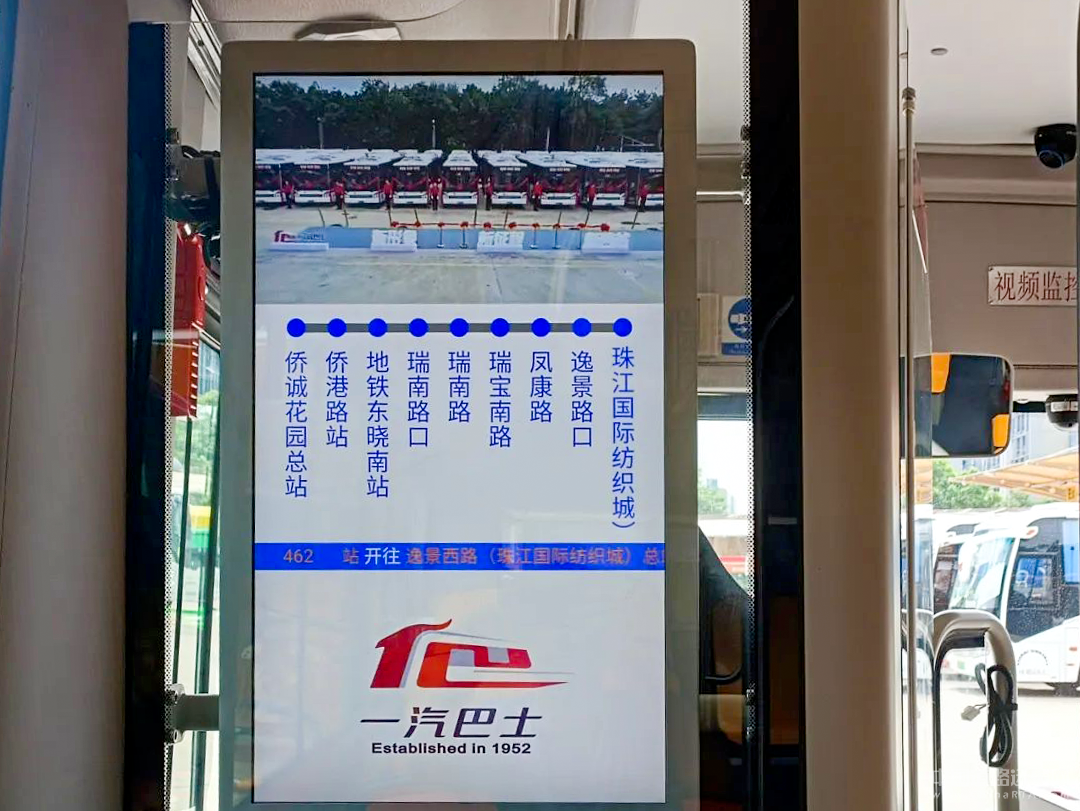 侨诚花园总站
侨港路站
地铁东晓南站
瑞南路口
瑞南路
瑞宝南路
凤康路
逸景路口
珠江国际纺织城）
462 站 开往 逸景西路（珠江国际纺织城）总
一汽巴士
Established in 1952
视频监控